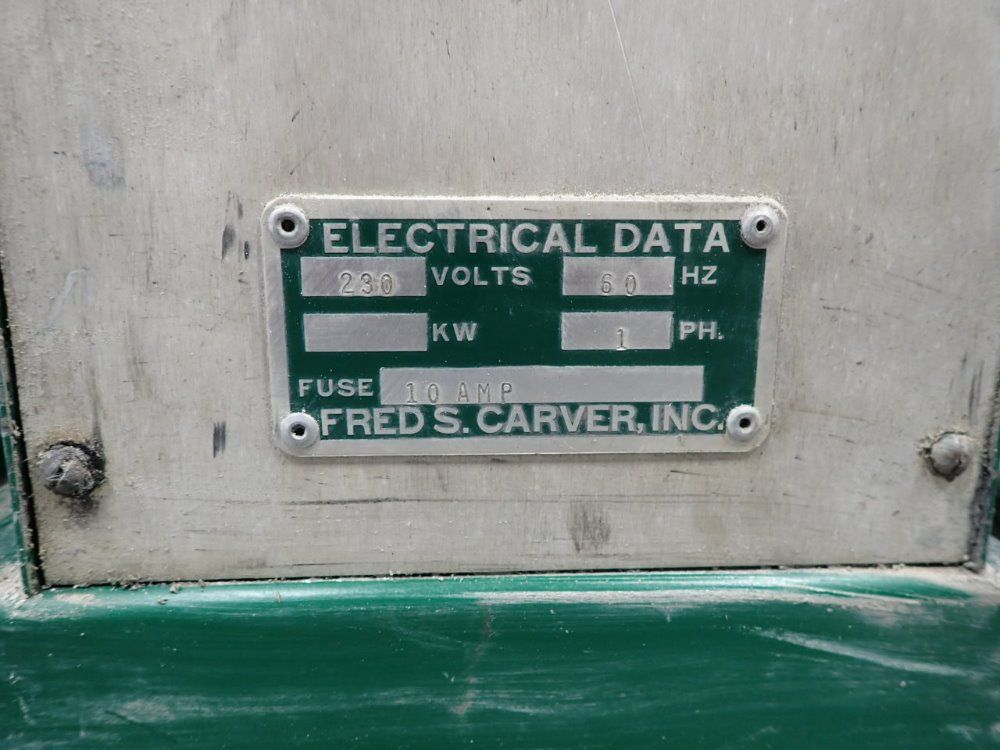 ELECTRICAL DATA
230 VOLTS 60 HZ
KW 1 PH.
FUSE 10 AMP
FRED S. CARVER, INC.